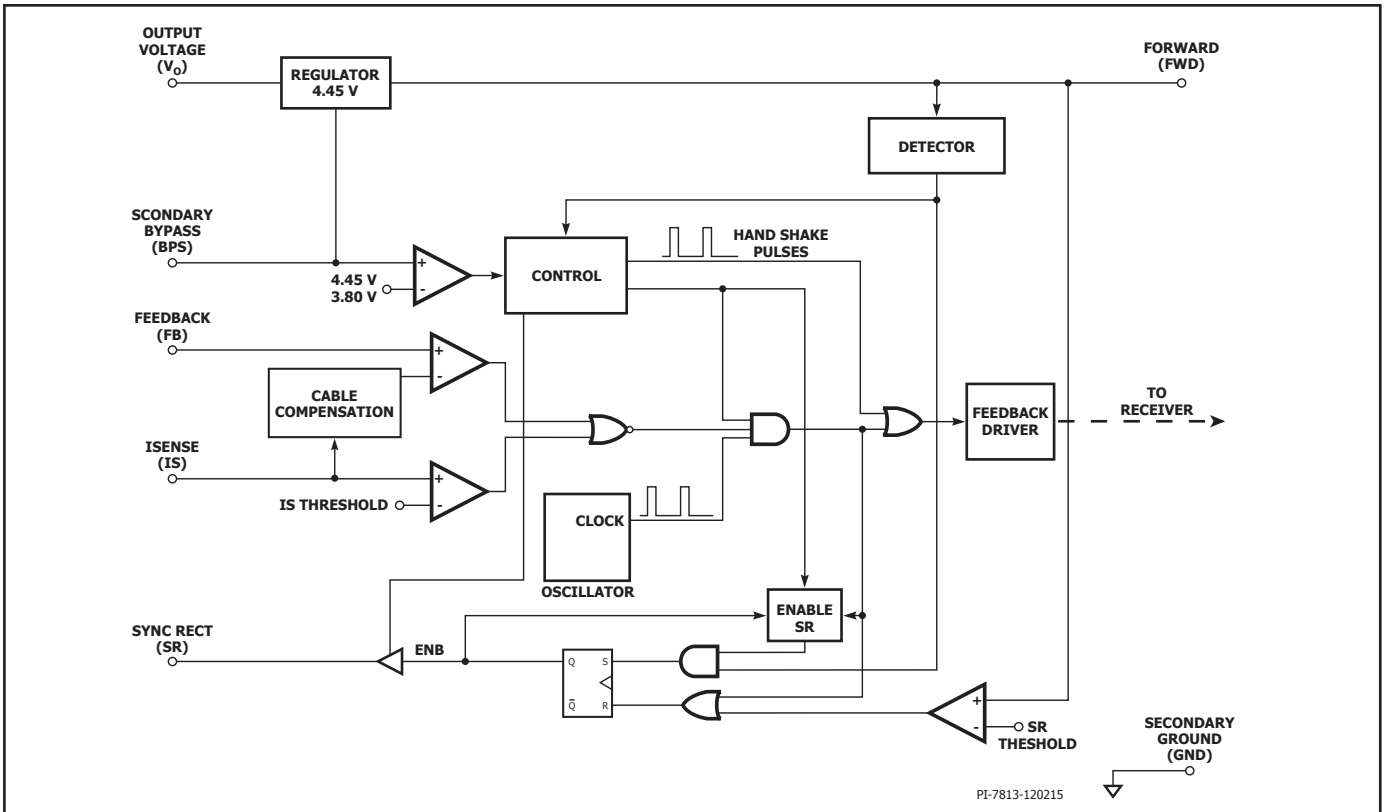 OUTPUT
VOLTAGE
(VO)
REGULATOR
4.45 V
FORWARD
(FWD)
DETECTOR
SCONDARY
BYPASS
(BPS)
+
-
4.45 V
3.80 V
CONTROL
HAND SHAKE
PULSES
FEEDBACK
(FB)
+
-
CABLE
COMPENSATION
FEEDBACK
DRIVER
TO
RECEIVER
ISENSE
(IS)
+
-
IS THRESHOLD
CLOCK
OSCILLATOR
ENABLE
SR
SYNC RECT
(SR)
ENB
Q
S
Q̅
R
+
-
SR
THESHOLD
SECONDARY
GROUND
(GND)
PI-7813-120215